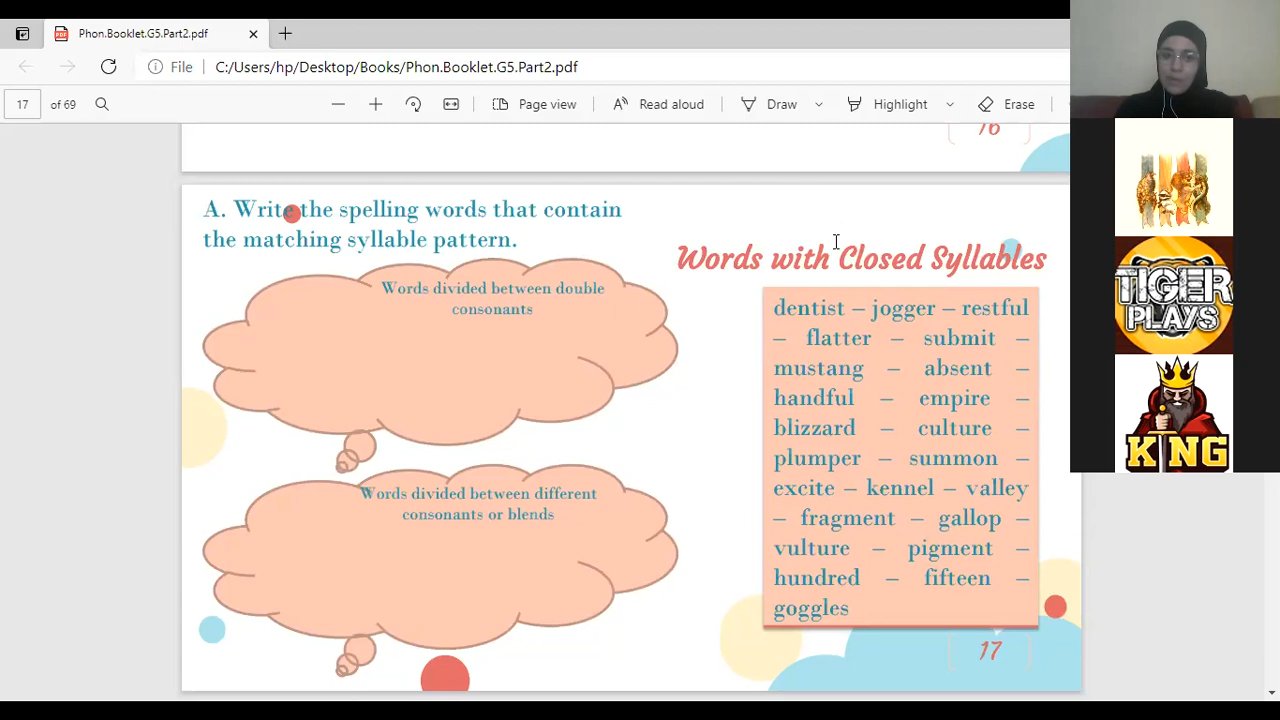 Phon.Booklet.G5.Part2.pdf
File
C:/Users/hp/Desktop/Books/Phon.Booklet.G5.Part2.pdf
17 of 69
Page view
Read aloud
Draw
Highlight
Erase
16
A. Write the spelling words that contain
the matching syllable pattern.
Words with Closed Syllables
Words divided between double
consonants
Words divided between different
consonants or blends
dentist – jogger – restful
– flatter – submit –
mustang – absent –
handful – empire –
blizzard – culture –
plumper – summon –
excite – kennel – valley
– fragment – gallop –
vulture – pigment –
hundred – fifteen –
goggles
17
TIGER
PLAYS
KING